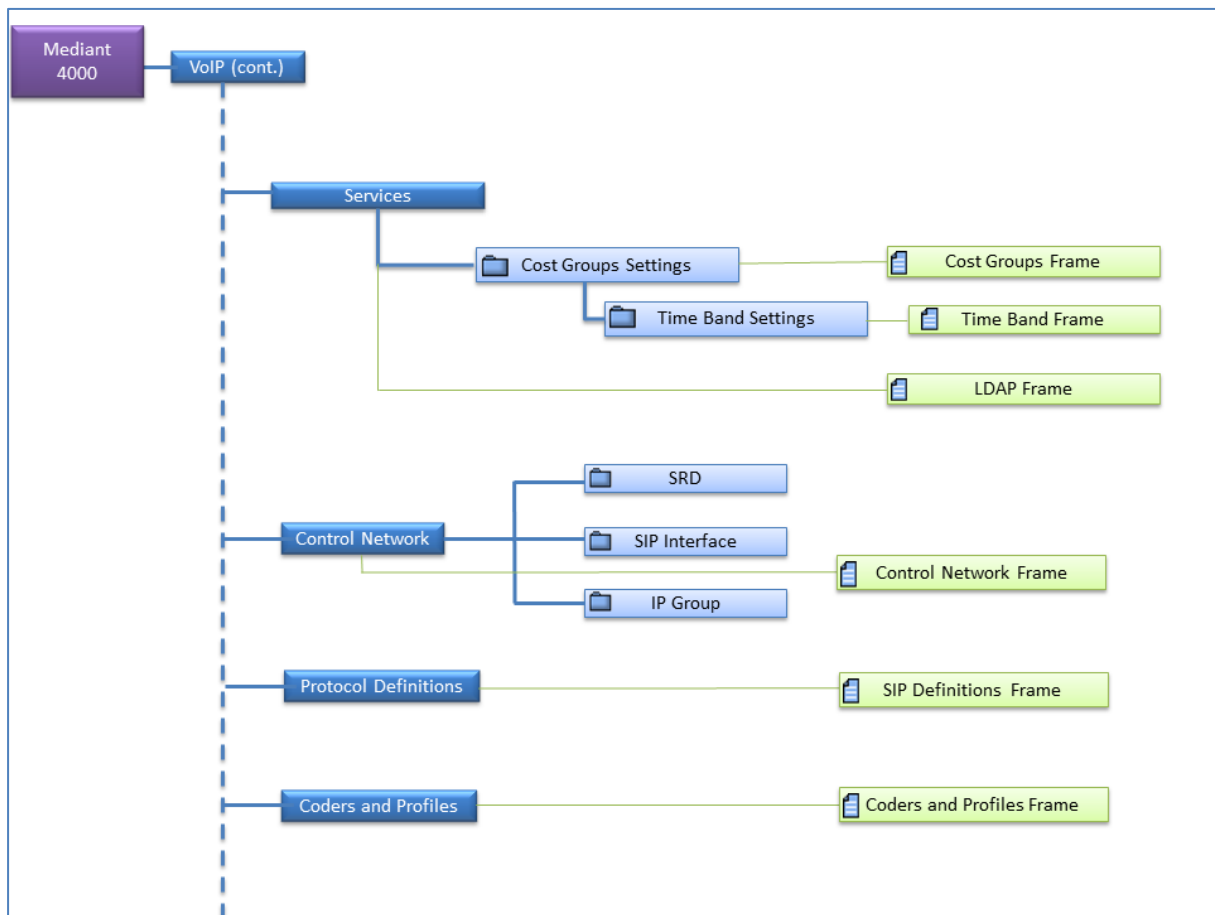 Mediant
4000
VoIP (cont.)
Services
Cost Groups Settings
Cost Groups Frame
Time Band Settings
Time Band Frame
LDAP Frame
SRD
Control Network
SIP Interface
Control Network Frame
IP Group
Protocol Definitions
SIP Definitions Frame
Coders and Profiles
Coders and Profiles Frame